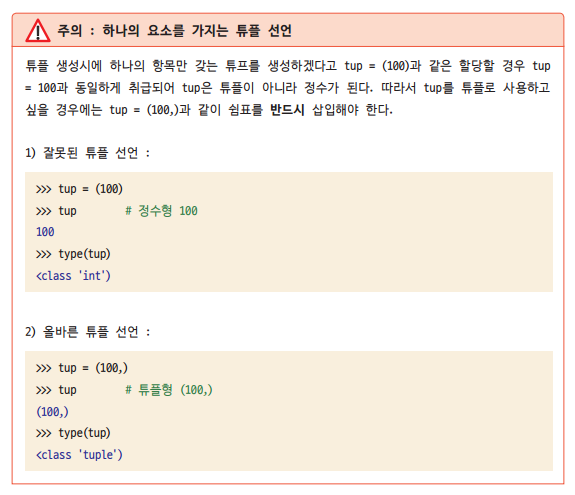 주의 : 하나의 요소를 가지는 튜플 선언
튜플 생성시에 하나의 항목만 갖는 튜프를 생성하겠다고 tup = (100)과 같은 할당할 경우 tup
= 100과 동일하게 취급되어 tup은 튜플이 아니라 정수가 된다. 따라서 tup를 튜플로 사용하고
싶을 경우에는 tup = (100,)과 같이 쉼표를 반드시 삽입해야 한다.
1) 잘못된 튜플 선언 :
>>> tup = (100)
>>> tup # 정수형 100
100
>>> type(tup)
<class 'int')
2) 올바른 튜플 선언 :
>>> tup = (100,)
>>> tup # 튜플형 (100,)
(100,)
>>> type(tup)
<class 'tuple')